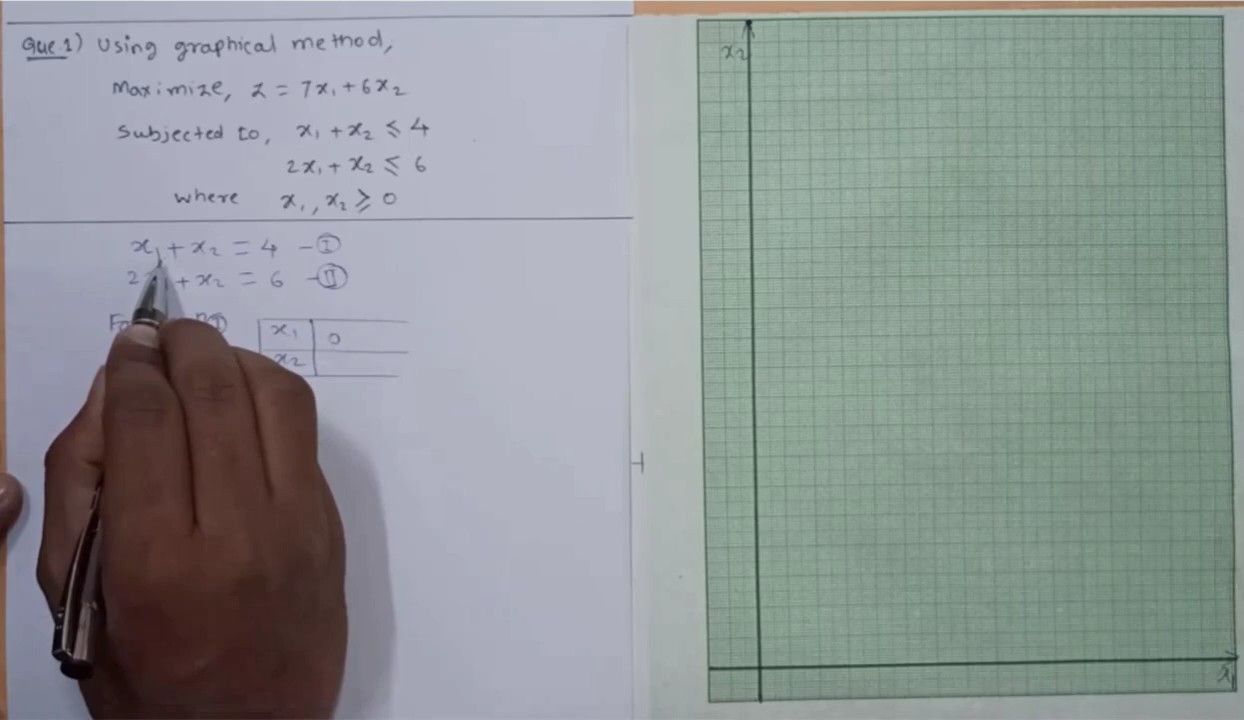 Que.1) Using graphical method,
Maximize, Z = 7x₁ + 6x₂
Subjected to, x₁ + x₂ ≤ 4
2x₁ + x₂ ≤ 6
where x₁, x₂ ≥ 0
x₁ + x₂ = 4 - Ⅰ
2 + x₂ = 6 - Ⅱ
x₁ 0
x₂
x₂
x₁